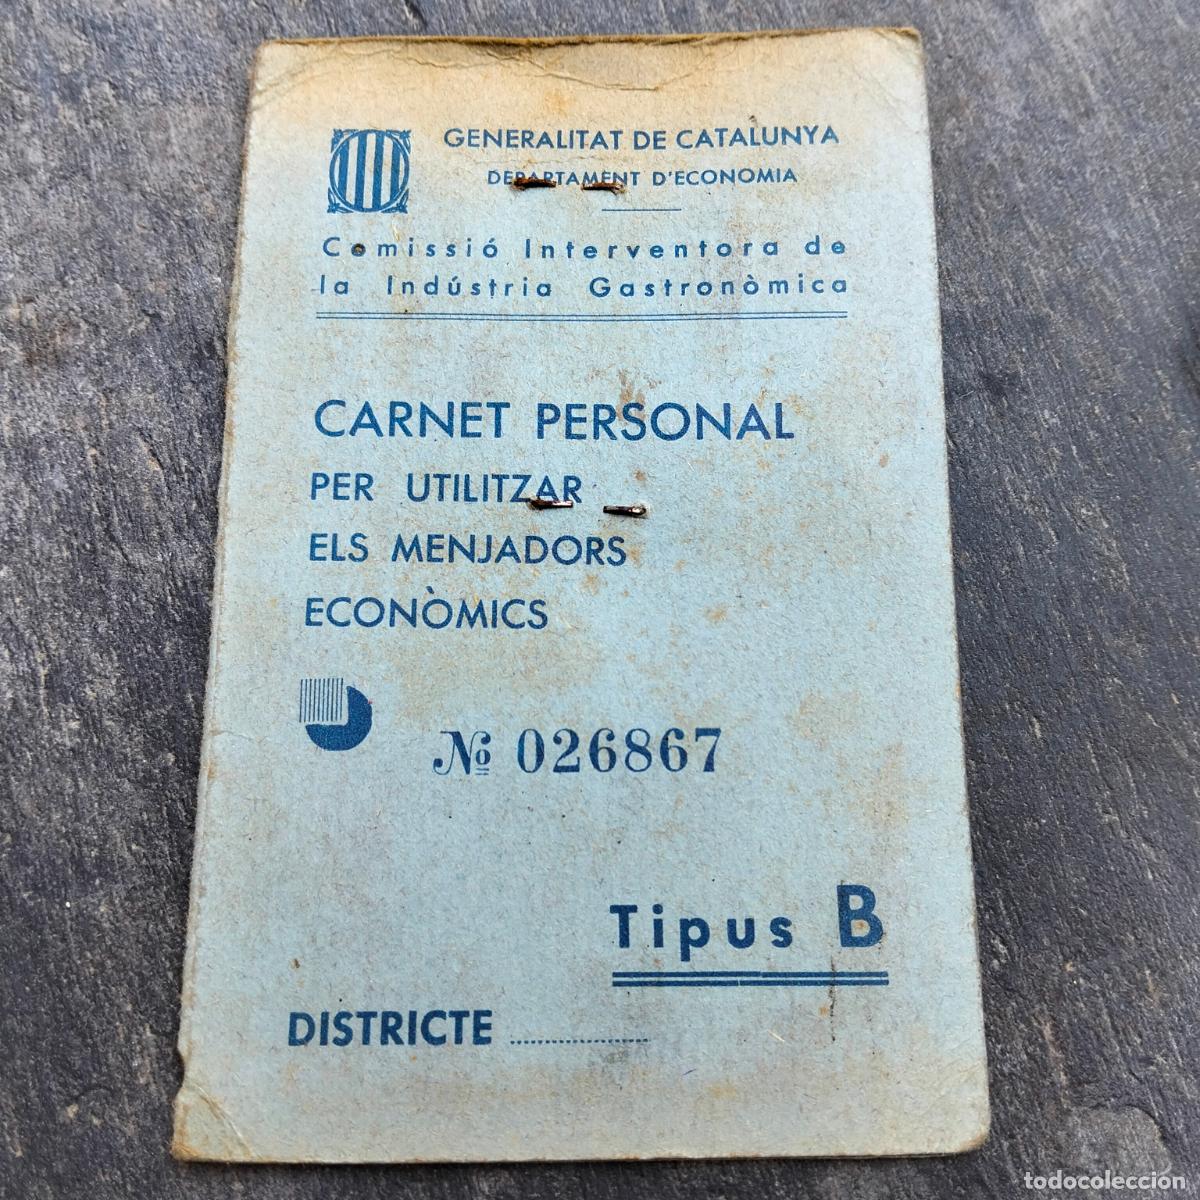 GENERALITAT DE CATALUNYA
DEPARTAMENT D'ECONOMIA
Comissió Interventora de
la Indústria Gastronòmica
CARNET PERSONAL
PER UTILITZAR
ELS MENJADORS
ECONÒMICS
Nº 026867
Tipus B
DISTRICTE ....................
todocoleccion